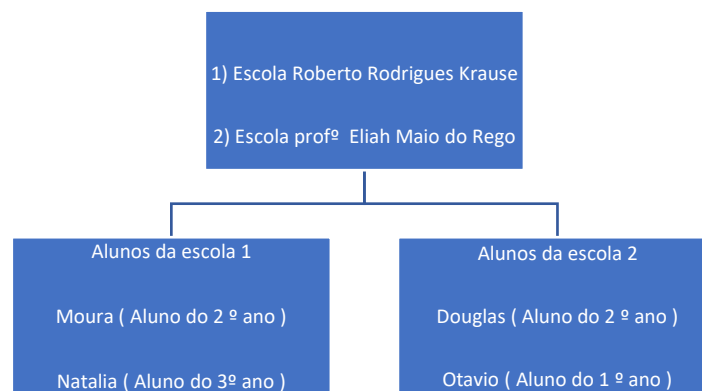 1) Escola Roberto Rodrigues Krause
2) Escola profº Eliah Maio do Rego
Alunos da escola 1
Moura ( Aluno do 2 º ano )
Natalia ( Aluno do 3º ano )
Alunos da escola 2
Douglas ( Aluno do 2 º ano )
Otavio ( Aluno do 1 º ano )